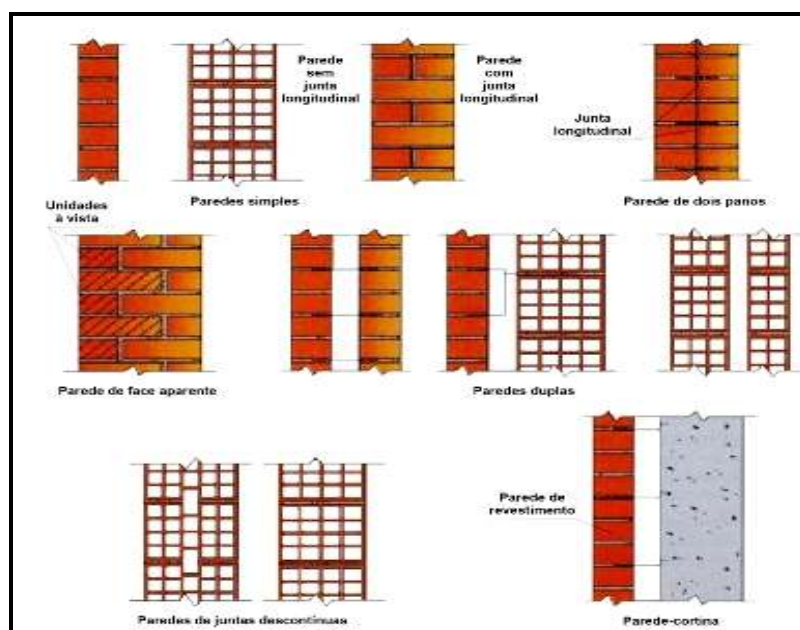 Parede
sem
junta
longitudinal
Parede
com
junta
longitudinal
Junta
longitudinal
Paredes simples
Parede de dois panos
Unidades
à vista
Parede de face aparente
Paredes duplas
Parede de
revestimento
Paredes de juntas descontínuas
Parede-cortina